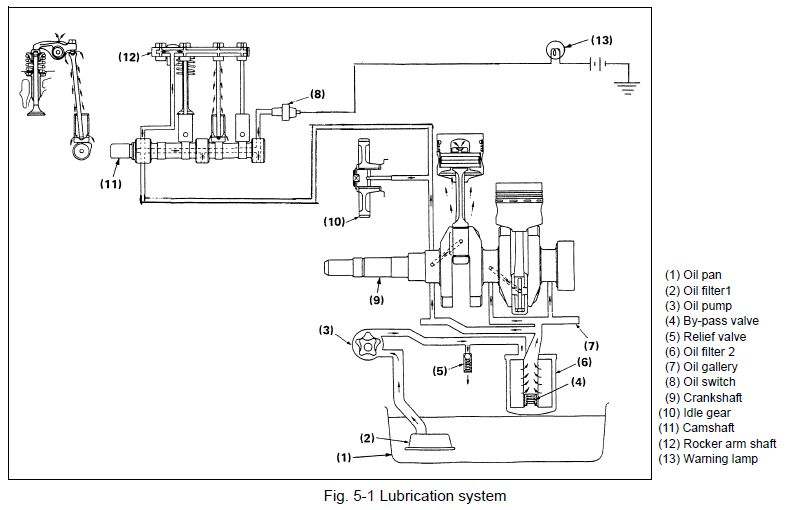 (12)
(13)
(8)
(11)
(10)
(9)
(3)
(7)
(5)
(6)
(4)
(2)
(1)
(1) Oil pan
(2) Oil filter1
(3) Oil pump
(4) By-pass valve
(5) Relief valve
(6) Oil filter 2
(7) Oil gallery
(8) Oil switch
(9) Crankshaft
(10) Idle gear
(11) Camshaft
(12) Rocker arm shaft
(13) Warning lamp
Fig. 5-1 Lubrication system